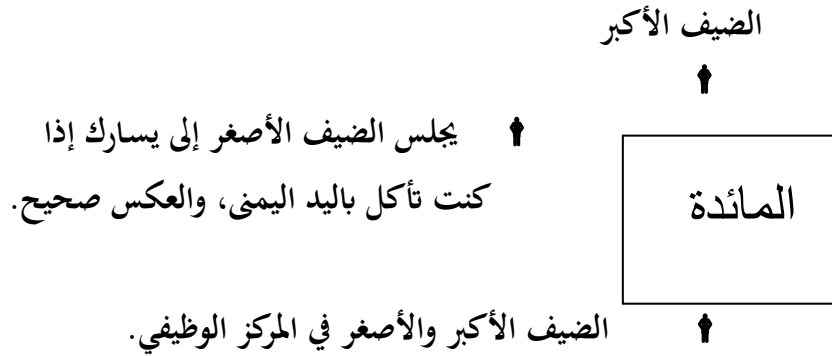 الضيف الأكبر
يجلس الضيف الأصغر إلى يسارك إذا
كنت تأكل باليد اليمنى، والعكس صحيح.
المائدة
الضيف الأكبر والأصغر في المركز الوظيفي.